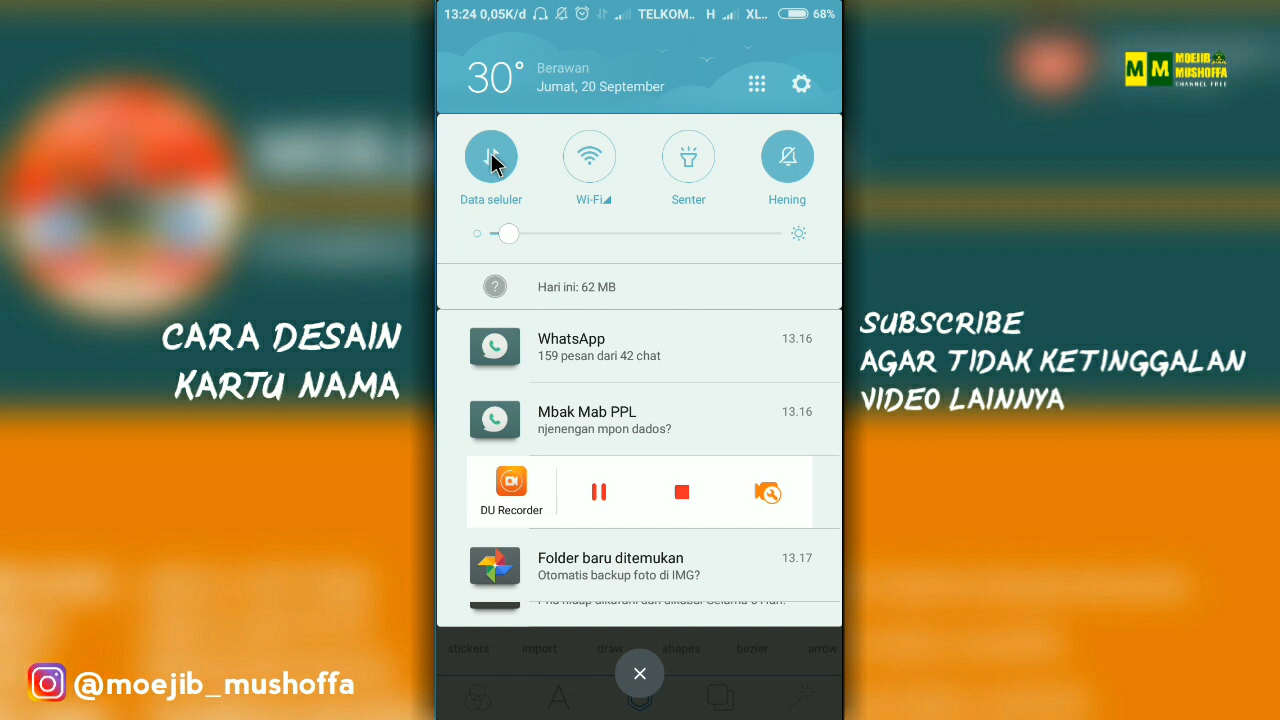 13:24 0,05K/d TELKOM.. H XL.. 68%
30° Berawan
Jumat, 20 September
MM MOEJIB
MUSHOFFA
CHANNEL FREE
Data seluler Wi-Fi Senter Hening
? Hari ini: 62 MB
CARA DESAIN
KARTU NAMA
WhatsApp 13.16
159 pesan dari 42 chat
Mbak Mab PPL 13.16
njenengan mpon dados?
DU Recorder
Folder baru ditemukan 13.17
Otomatis backup foto di IMG?
stickers import draw shapes bezier arrow
A
SUBSCRIBE
AGAR TIDAK KETINGGALAN
VIDEO LAINNYA
@moejib_mushoffa